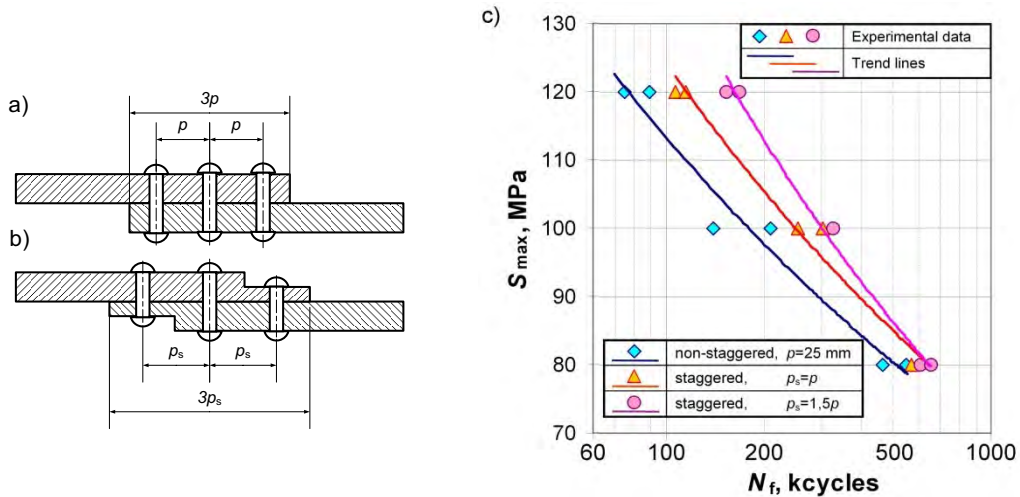 a)
3p
p p
b)
ps ps
3ps
c)
Smax, MPa
130
120
110
100
90
80
70
60 100 200 500 1000
Nf, kcycles
Experimental data
Trend lines
non-staggered, p=25 mm
staggered, ps=p
staggered, ps=1,5p